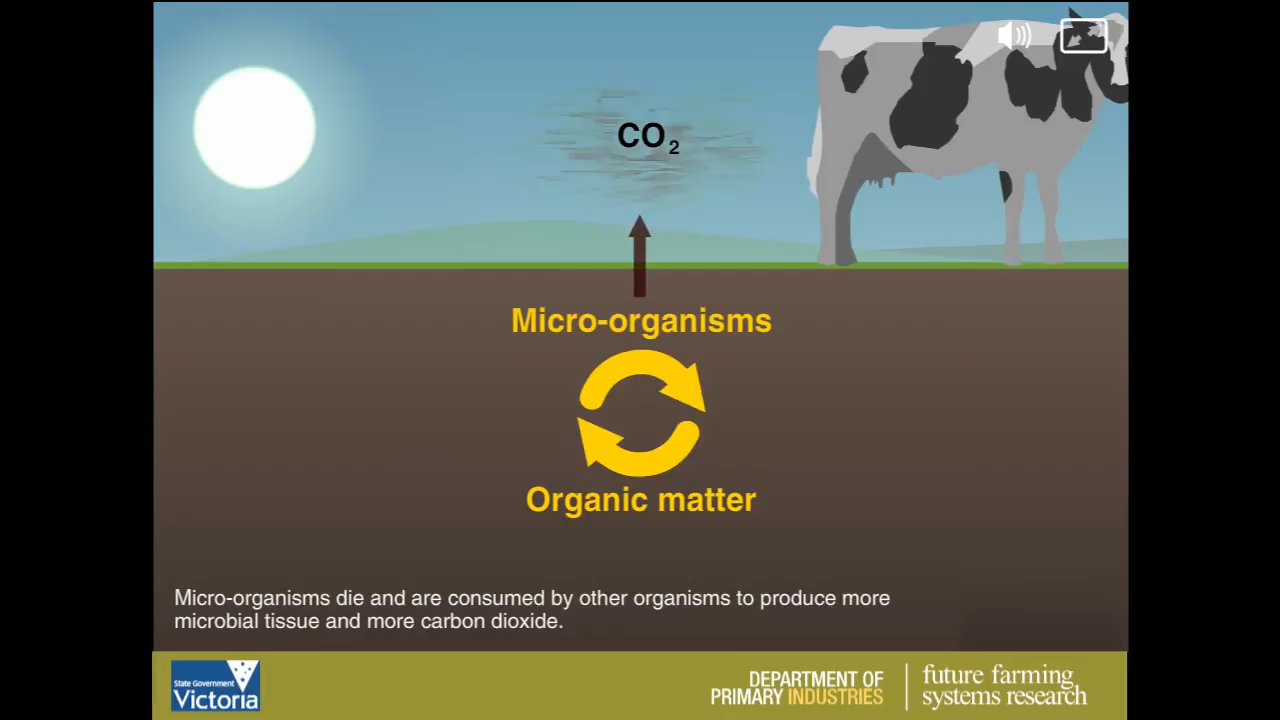 CO2
Micro-organisms
Organic matter
Micro-organisms die and are consumed by other organisms to produce more
microbial tissue and more carbon dioxide.
State Government
Victoria
DEPARTMENT OF
PRIMARY INDUSTRIES
future farming
systems research